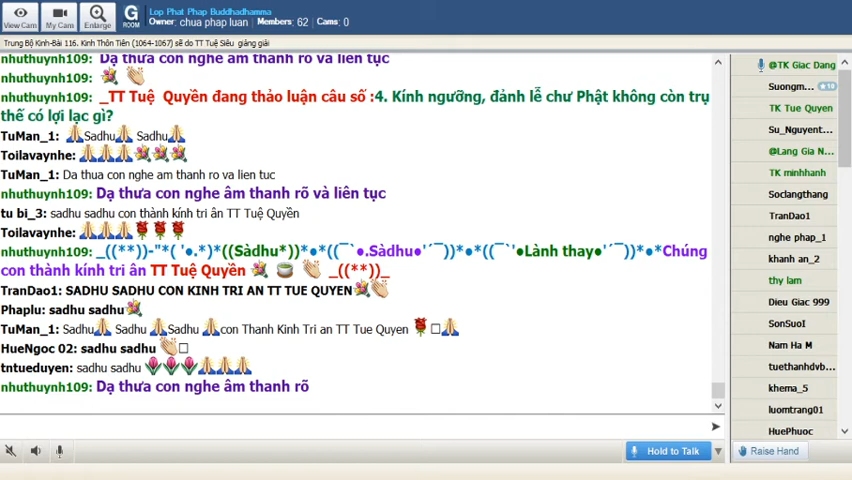 View Cam
My Cam
Enlarge
G
ROOM
Lop Phat Phap Buddhadhamma
Owner: chua phap luan Members: 62 Cams: 0
Trung Bộ Kinh-Bài 116. Kinh Thôn Tiên (1064-1067) sẽ do TT Tuệ Siêu giảng giải
nhuthuynh109: Dạ thưa con nghe âm thanh rõ và liên tục
nhuthuynh109:
nhuthuynh109: _TT Tuệ Quyền đang thảo luận câu số :4. Kính ngưỡng, đảnh lễ chư Phật không còn trụ
thế có lợi lạc gì?
TuMan_1: Sadhu Sadhu
Toilavaynhe:
TuMan_1: Da thua con nghe am thanh ro va lien tuc
nhuthuynh109: Dạ thưa con nghe âm thanh rõ và liên tục
tu bi_3: sadhu sadhu con thành kính tri ân TT Tuệ Quyền
Toilavaynhe:
nhuthuynh109: _((**))-"*( '●.*)*((Sàdhu*))*●*((¯`●.Sàdhu●'´¯))*●*((¯`'●Lành thay●'´¯))*●*Chúng
con thành kính tri ân TT Tuệ Quyền _((**))_
TranDao1: SADHU SADHU CON KINH TRI AN TT TUE QUYEN
Phaplu: sadhu sadhu
TuMan_1: Sadhu Sadhu Sadhu con Thanh Kinh Tri an TT Tue Quyen
HueNgoc 02: sadhu sadhu
tntueduyen: sadhu sadhu
nhuthuynh109: Dạ thưa con nghe âm thanh rõ
Hold to Talk
@TK Giac Dang
Suongm... ★10
TK Tue Quyen
Su_Nguyent...
@Lang Gia N...
TK minhhanh
Soclangthang
TranDao1
nghe phap_1
khanh an_2
thy lam
Dieu Giac 999
SonSuoI
Nam Ha M
tuethanhdvb...
khema_5
luomtrang01
HuePhuoc
Raise Hand